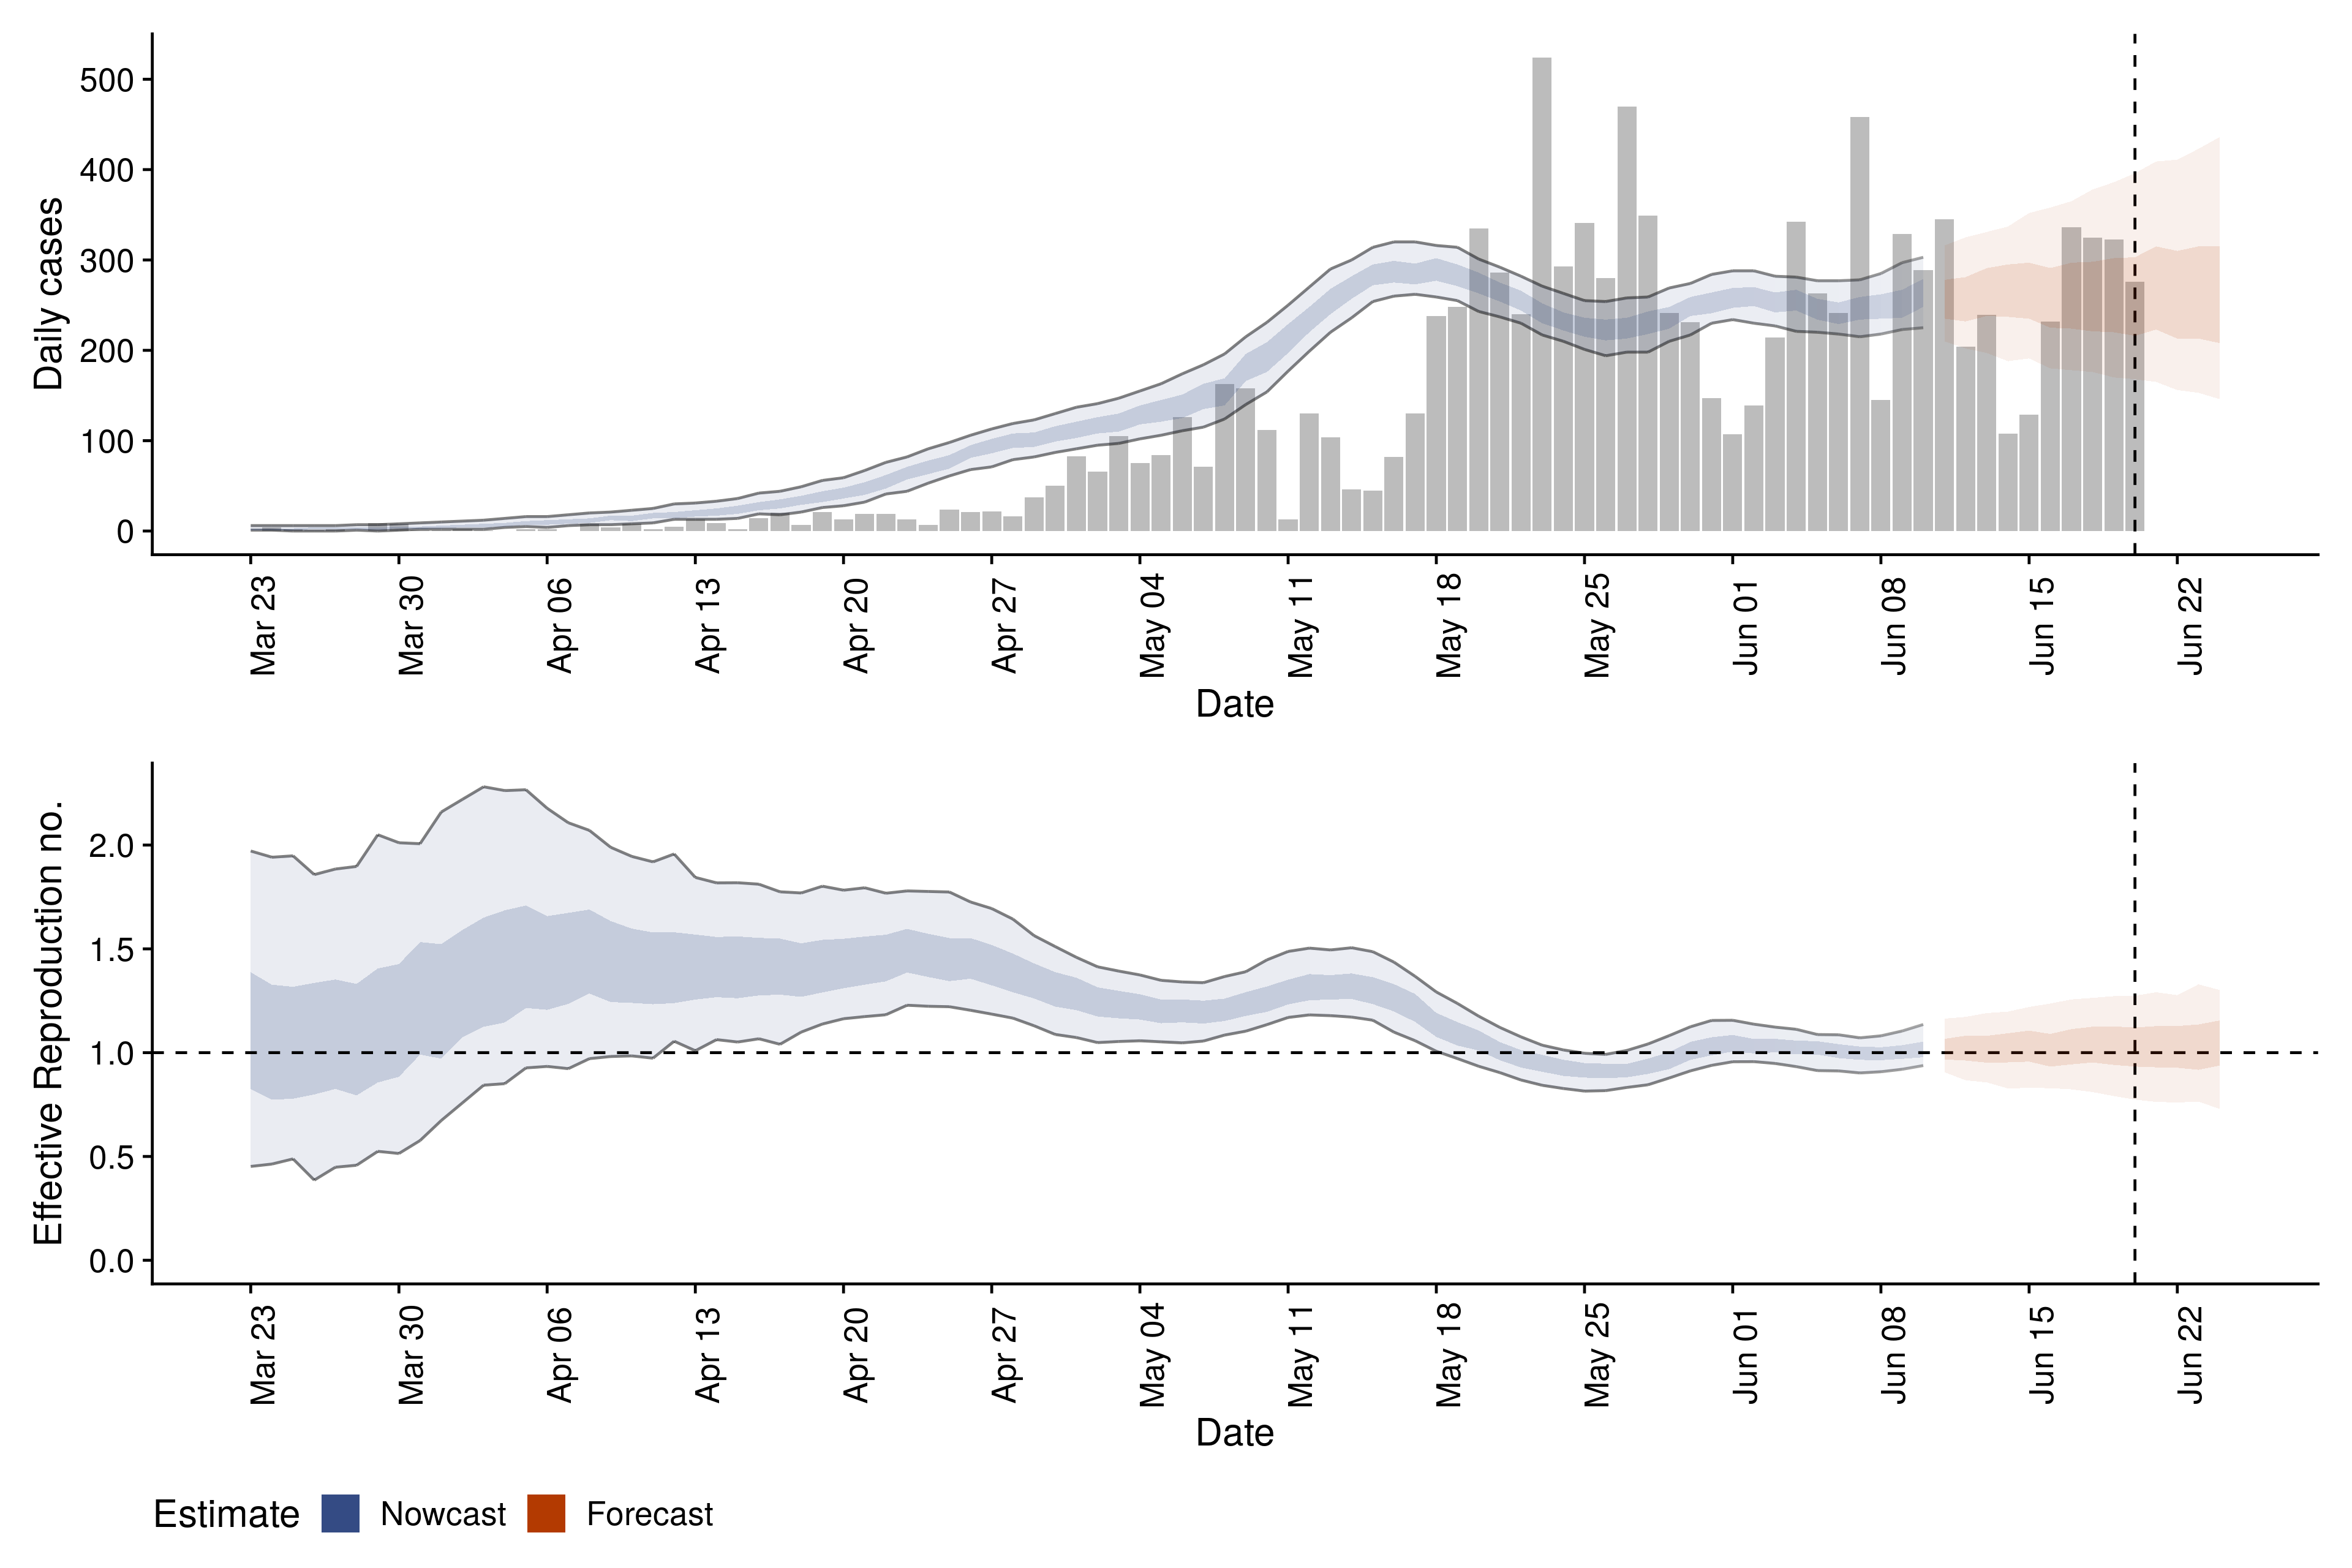 Daily cases
500
400
300
200
100
0
Mar 23
Mar 30
Apr 06
Apr 13
Apr 20
Apr 27
May 04
May 11
May 18
May 25
Jun 01
Jun 08
Jun 15
Jun 22
Date
Effective Reproduction no.
2.0
1.5
1.0
0.5
0.0
Mar 23
Mar 30
Apr 06
Apr 13
Apr 20
Apr 27
May 04
May 11
May 18
May 25
Jun 01
Jun 08
Jun 15
Jun 22
Date
Estimate Nowcast Forecast